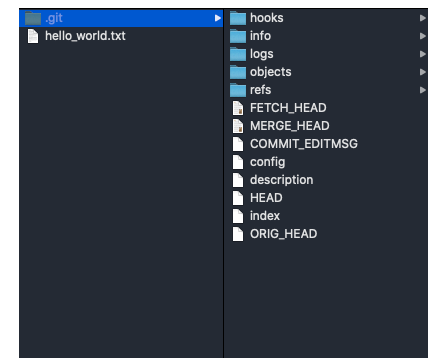 .git
hello_world.txt
hooks
info
logs
objects
refs
FETCH_HEAD
MERGE_HEAD
COMMIT_EDITMSG
config
description
HEAD
index
ORIG_HEAD